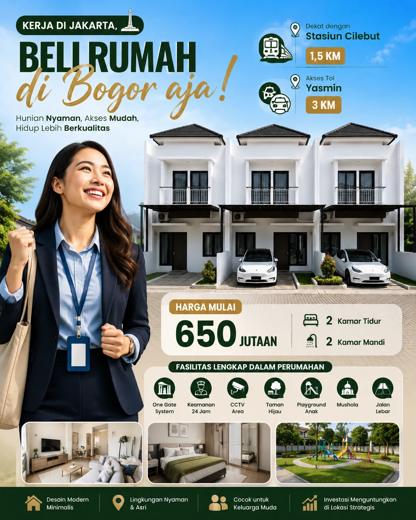 KERJA DI JAKARTA,
BELI RUMAH
di Bogor aja!
Hunian Nyaman, Akses Mudah,
Hidup Lebih Berkualitas
Dekat dengan
Stasiun Cilebut
1,5 KM
Akses Tol
Yasmin
3 KM
HARGA MULAI
650 JUTAAN
2 Kamar Tidur
2 Kamar Mandi
FASILITAS LENGKAP DALAM PERUMAHAN
One Gate
System
Keamanan
24 Jam
CCTV
Area
Taman
Hijau
Playground
Anak
Mushola
Jalan
Lebar
Desain Modern
Minimalis
Lingkungan Nyaman
& Asri
Cocok untuk
Keluarga Muda
Investasi Menguntungkan
di Lokasi Strategis